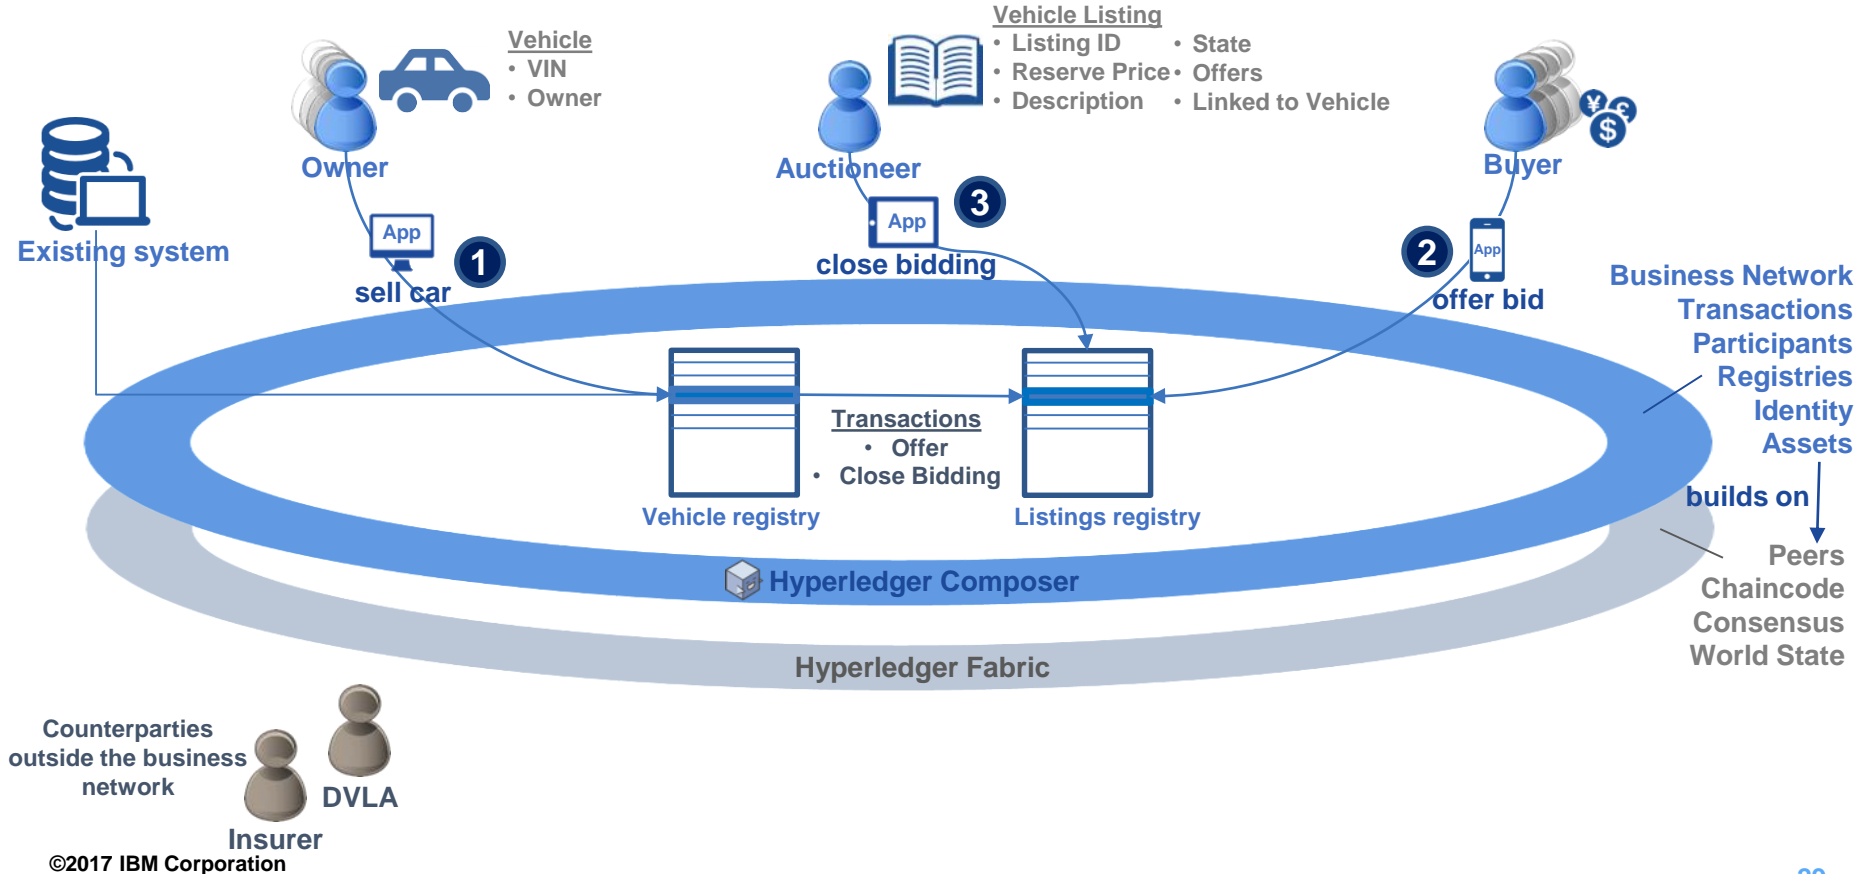 Vehicle
• VIN
• Owner
Vehicle Listing
• Listing ID
• Reserve Price
• Description
• State
• Offers
• Linked to Vehicle
Owner
Auctioneer
Buyer
Existing system
App
1
sell car
App
3
close bidding
2
App
offer bid
Business Network
Transactions
Participants
Registries
Identity
Assets
builds on
Peers
Chaincode
Consensus
World State
Transactions
• Offer
• Close Bidding
Vehicle registry
Listings registry
Hyperledger Composer
Hyperledger Fabric
Counterparties
outside the business
network
DVLA
Insurer
©2017 IBM Corporation